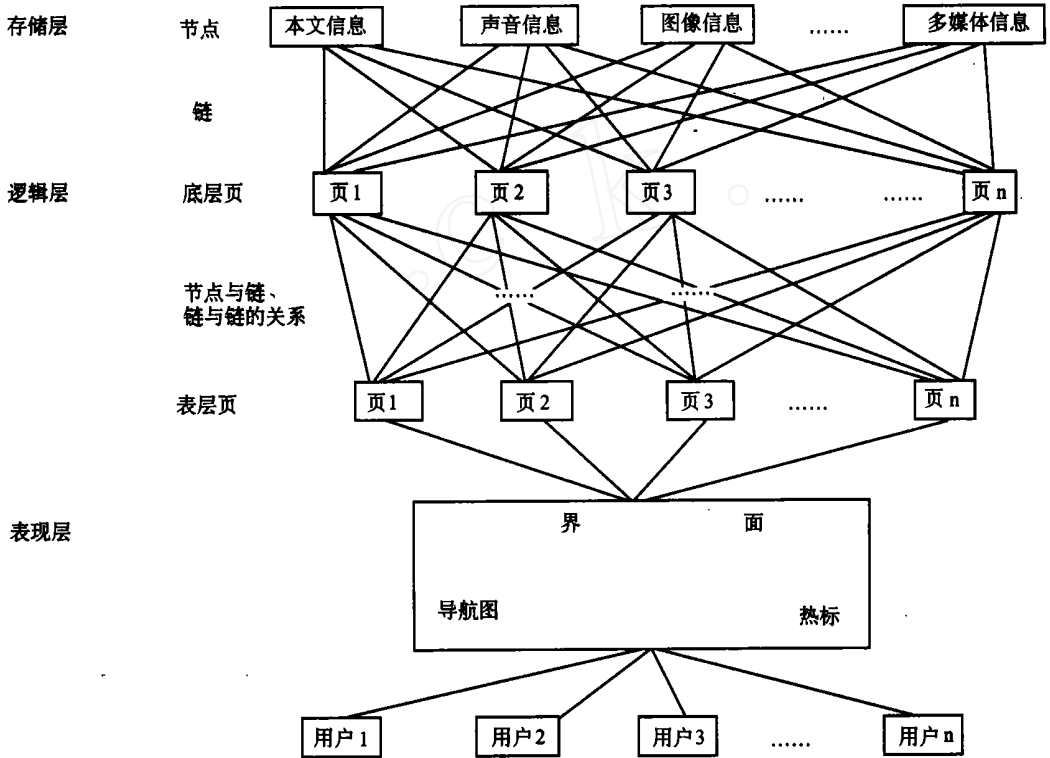 存储层 节点 本文信息 声音信息 图像信息 …… 多媒体信息
链
逻辑层 底层页 页1 页2 页3 …… …… 页n
节点与链、 …… ……
链与链的关系
表层页 页1 页2 页3 …… 页n
表现层 界 面
导航图 热标
用户1 用户2 用户3 …… 用户n